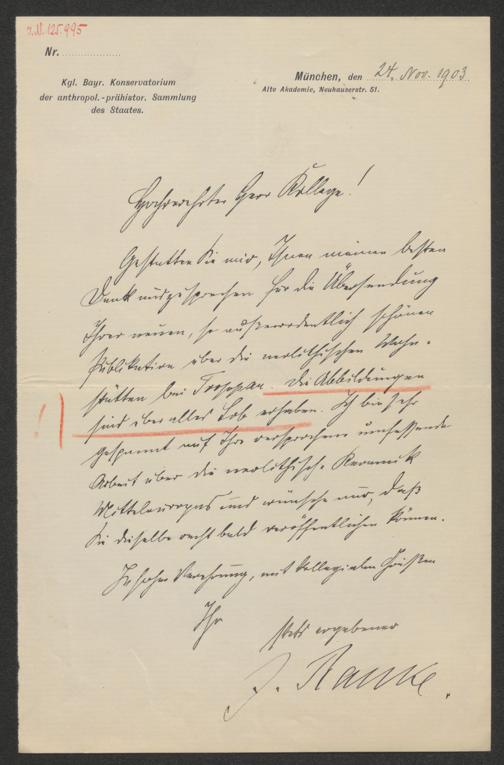 125.995
Nr.
Kgl. Bayr. Konservatorium
der anthropol.-prähistor. Sammlung
des Staates.
München, den 24. Nov. 1903
Alte Akademie, Neuhauserstr. 51.
Hochverehrter Herr Kollege!
Gestatten Sie mir, Ihnen meinen besten
Dank auszusprechen für die Übersendung
Ihrer neuen, so ausserordentlich schönen
Publikation über die neolithischen Wohn-
stätten bei Troppau. Die Abbildungen
sind über alles Lob erhaben. Ich bin sehr
gespannt auf Ihre versprochene umfassende
Arbeit über die neolithische Keramik
Mitteleuropas und wünsche nur, daß
Sie dieselbe recht bald veröffentlichen können.
In hoher Verehrung, mit kollegialen Grüßen
Ihr
stets ergebener
J. Ranke.